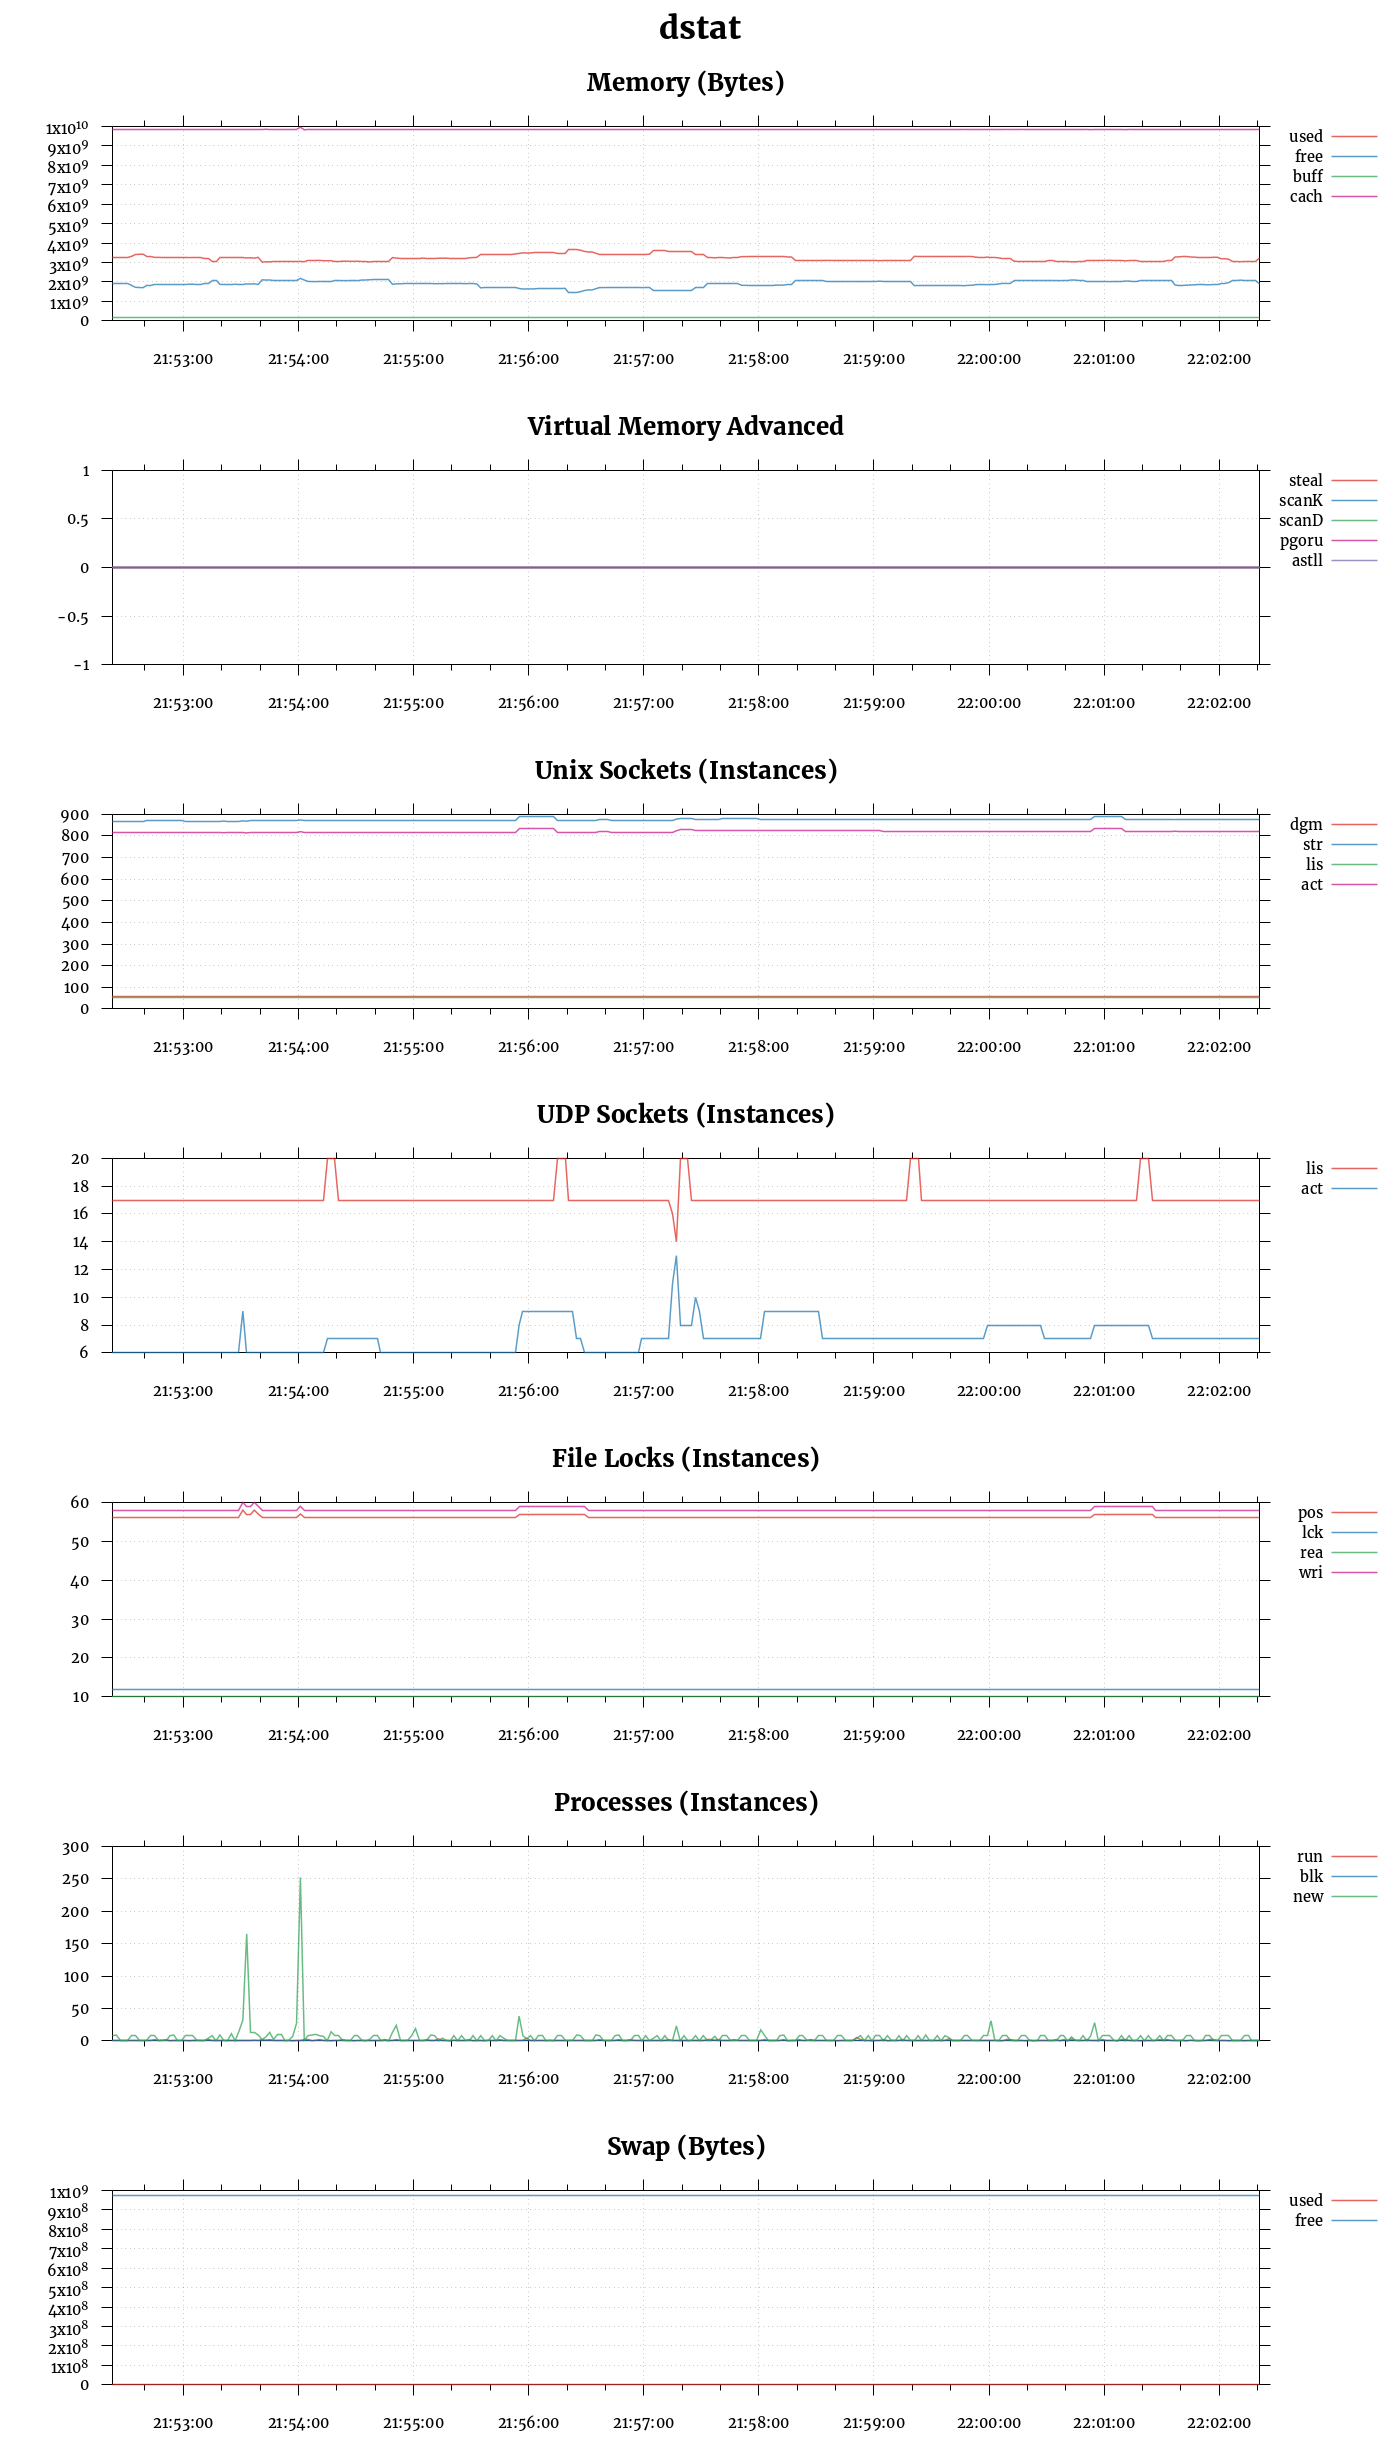 dstat
Memory (Bytes)
1x10¹⁰
9x10⁹
8x10⁹
7x10⁹
6x10⁹
5x10⁹
4x10⁹
3x10⁹
2x10⁹
1x10⁹
0
used
free
buff
cach
21:53:00 21:54:00 21:55:00 21:56:00 21:57:00 21:58:00 21:59:00 22:00:00 22:01:00 22:02:00
Virtual Memory Advanced
1
0.5
0
-0.5
-1
steal
scanK
scanD
pgoru
astll
21:53:00 21:54:00 21:55:00 21:56:00 21:57:00 21:58:00 21:59:00 22:00:00 22:01:00 22:02:00
Unix Sockets (Instances)
900
800
700
600
500
400
300
200
100
0
dgm
str
lis
act
21:53:00 21:54:00 21:55:00 21:56:00 21:57:00 21:58:00 21:59:00 22:00:00 22:01:00 22:02:00
UDP Sockets (Instances)
20
18
16
14
12
10
8
6
lis
act
21:53:00 21:54:00 21:55:00 21:56:00 21:57:00 21:58:00 21:59:00 22:00:00 22:01:00 22:02:00
File Locks (Instances)
60
50
40
30
20
10
pos
lck
rea
wri
21:53:00 21:54:00 21:55:00 21:56:00 21:57:00 21:58:00 21:59:00 22:00:00 22:01:00 22:02:00
Processes (Instances)
300
250
200
150
100
50
0
run
blk
new
21:53:00 21:54:00 21:55:00 21:56:00 21:57:00 21:58:00 21:59:00 22:00:00 22:01:00 22:02:00
Swap (Bytes)
1x10⁹
9x10⁸
8x10⁸
7x10⁸
6x10⁸
5x10⁸
4x10⁸
3x10⁸
2x10⁸
1x10⁸
0
used
free
21:53:00 21:54:00 21:55:00 21:56:00 21:57:00 21:58:00 21:59:00 22:00:00 22:01:00 22:02:00